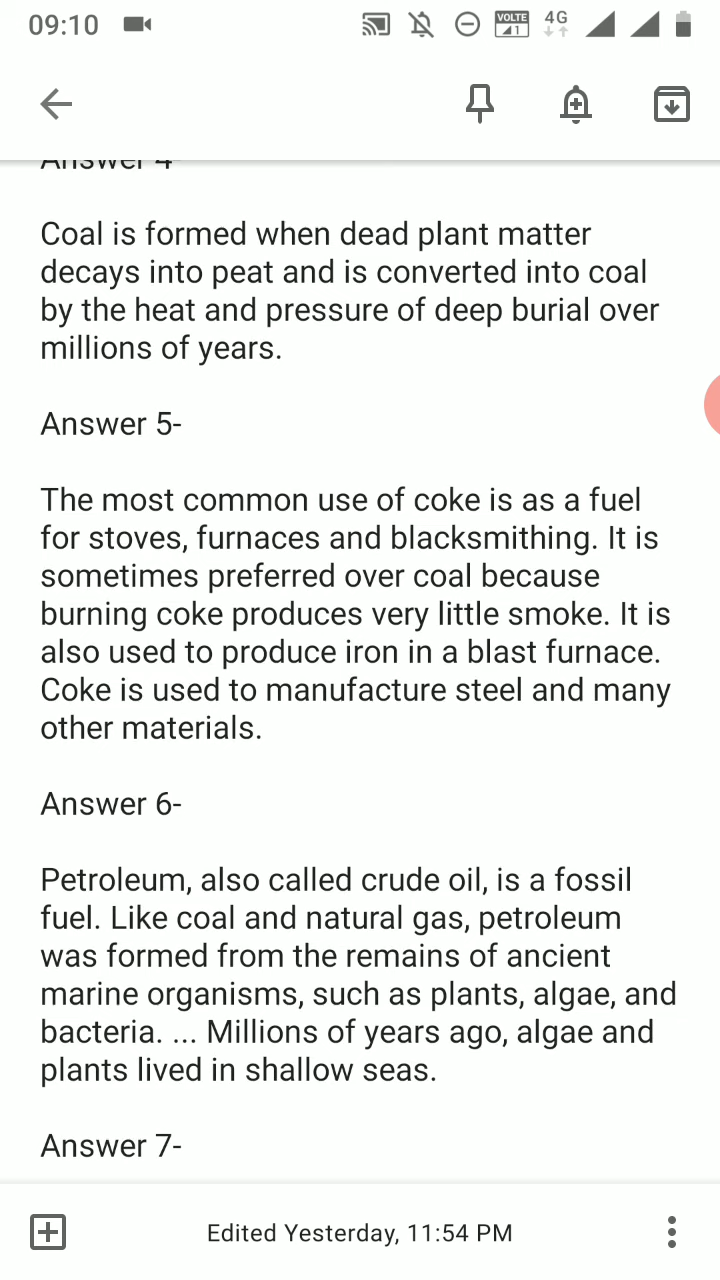 09:10
VOLTE
1
4G
Answer 4
Coal is formed when dead plant matter
decays into peat and is converted into coal
by the heat and pressure of deep burial over
millions of years.
Answer 5-
The most common use of coke is as a fuel
for stoves, furnaces and blacksmithing. It is
sometimes preferred over coal because
burning coke produces very little smoke. It is
also used to produce iron in a blast furnace.
Coke is used to manufacture steel and many
other materials.
Answer 6-
Petroleum, also called crude oil, is a fossil
fuel. Like coal and natural gas, petroleum
was formed from the remains of ancient
marine organisms, such as plants, algae, and
bacteria. ... Millions of years ago, algae and
plants lived in shallow seas.
Answer 7-
Edited Yesterday, 11:54 PM